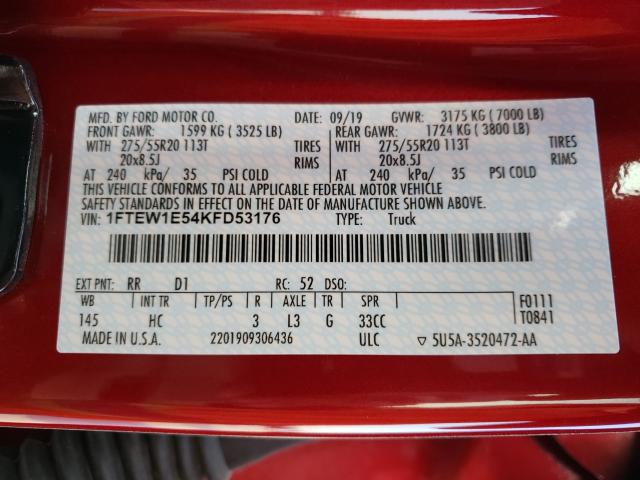 MFD. BY FORD MOTOR CO. DATE: 09/19 GVWR: 3175 KG ( 7000 LB)
FRONT GAWR: 1599 KG ( 3525 LB) REAR GAWR: 1724 KG ( 3800 LB)
WITH 275/55R20 113T TIRES WITH 275/55R20 113T TIRES
20x8.5J RIMS 20x8.5J RIMS
AT 240 kPa/ 35 PSI COLD AT 240 kPa/ 35 PSI COLD
THIS VEHICLE CONFORMS TO ALL APPLICABLE FEDERAL MOTOR VEHICLE
SAFETY STANDARDS IN EFFECT ON THE DATE OF MANUFACTURE SHOWN ABOVE.
VIN: 1FTEW1E54KFD53176 TYPE: Truck
EXT PNT: RR D1 RC: 52 DSO:
WB INT TR TP/PS R AXLE TR SPR F0111
145 HC 3 L3 G 33CC T0841
MADE IN U.S.A. 2201909306436 ULC ▽ 5U5A-3520472-AA